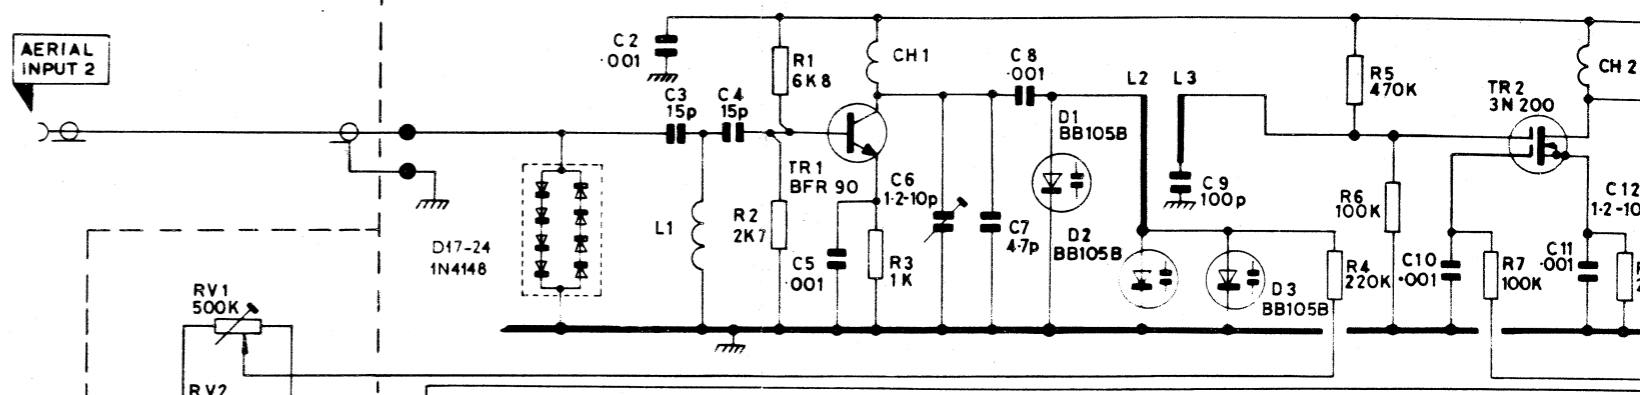 AERIAL
INPUT 2
C2
·001
R1
6K8
CH1
C8
·001
L2
L3
R5
470K
TR2
3N200
CH2
C3
15p
C4
15p
D1
BB105B
TR1
BFR 90
C6
1·2-10p
C9
100p
R6
100K
C12
1·2-10
L1
R2
2K7
C7
4·7p
D2
BB105B
D17-24
1N4148
C5
·001
R3
1K
D3
BB105B
R4
220K
C10
·001
R7
100K
C11
·001
RV1
500K
RV2